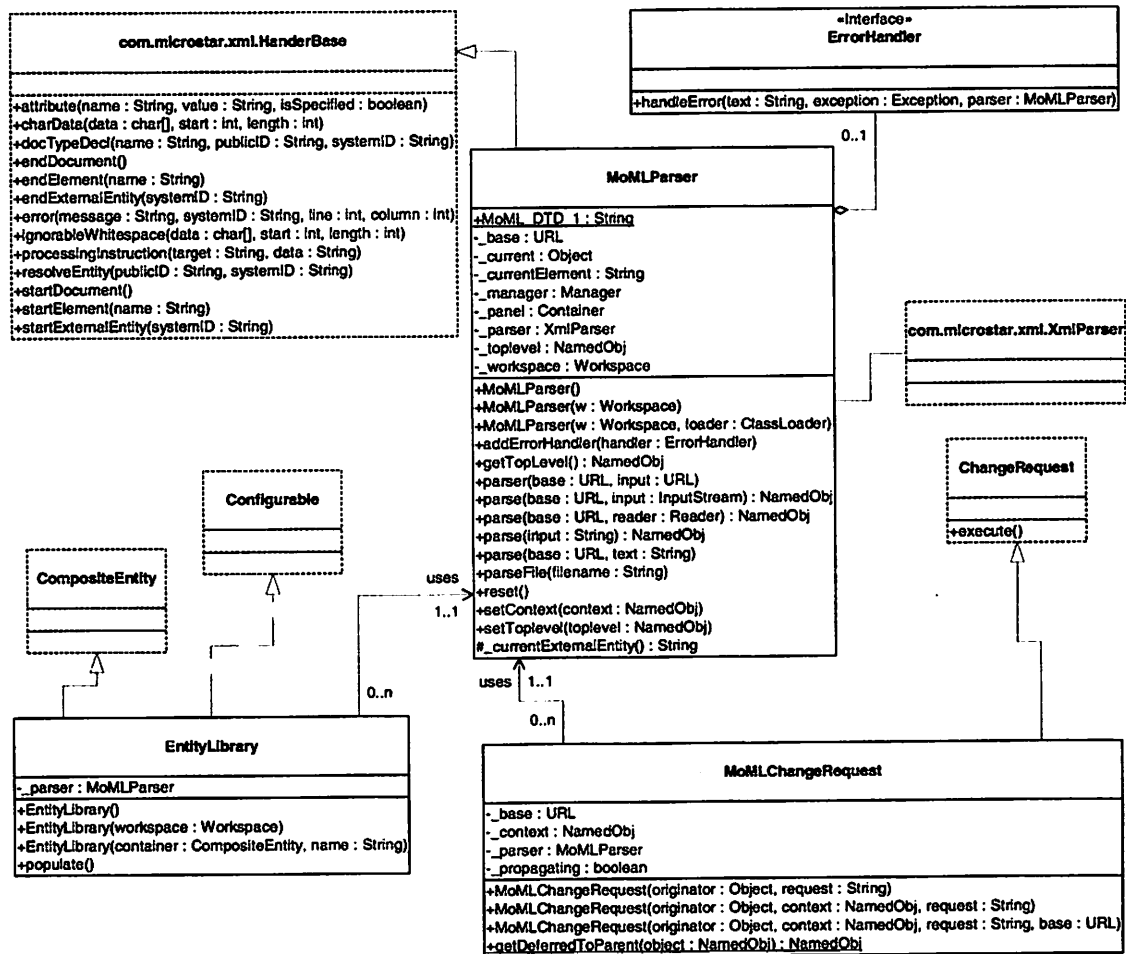 com.microstar.xml.HanderBase
+attribute(name : String, value : String, isSpecified : boolean)
+charData(data : char[], start : int, length : int)
+docTypeDecl(name : String, publicID : String, systemID : String)
+endDocument()
+endElement(name : String)
+endExternalEntity(systemID : String)
+error(message : String, systemID : String, line : int, column : int)
+ignorableWhitespace(data : char[], start : int, length : int)
+processingInstruction(target : String, data : String)
+resolveEntity(publicID : String, systemID : String)
+startDocument()
+startElement(name : String)
+startExternalEntity(systemID : String)
«Interface»
ErrorHandler
+handleError(text : String, exception : Exception, parser : MoMLParser)
0..1
MoMLParser
+MoML_DTD_1 : String
-_base : URL
-_current : Object
-_currentElement : String
-_manager : Manager
-_panel : Container
-_parser : XmlParser
-_toplevel : NamedObj
-_workspace : Workspace
+MoMLParser()
+MoMLParser(w : Workspace)
+MoMLParser(w : Workspace, loader : ClassLoader)
+addErrorHandler(handler : ErrorHandler)
+getTopLevel() : NamedObj
+parser(base : URL, input : URL)
+parse(base : URL, input : InputStream) : NamedObj
+parse(base : URL, reader : Reader) : NamedObj
+parse(input : String) : NamedObj
+parse(base : URL, text : String)
+parseFile(filename : String)
+reset()
+setContext(context : NamedObj)
+setToplevel(toplevel : NamedObj)
#_currentExternalEntity() : String
com.microstar.xml.XmlParser
ChangeRequest
+execute()
Configurable
CompositeEntity
uses
1..1
0..n
uses
1..1
0..n
EntityLibrary
-_parser : MoMLParser
+EntityLibrary()
+EntityLibrary(workspace : Workspace)
+EntityLibrary(container : CompositeEntity, name : String)
+populate()
MoMLChangeRequest
-_base : URL
-_context : NamedObj
-_parser : MoMLParser
-_propagating : boolean
+MoMLChangeRequest(originator : Object, request : String)
+MoMLChangeRequest(originator : Object, context : NamedObj, request : String)
+MoMLChangeRequest(originator : Object, context : NamedObj, request : String, base : URL)
+getDeferredToParent(object : NamedObj) : NamedObj